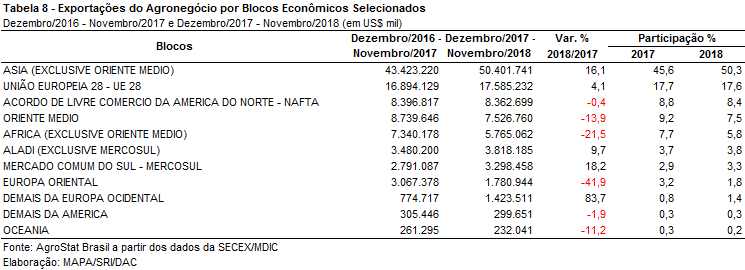 Tabela 8 - Exportações do Agronegócio por Blocos Econômicos Selecionados
Dezembro/2016 - Novembro/2017 e Dezembro/2017 - Novembro/2018 (em US$ mil)
Blocos Dezembro/2016 - Novembro/2017 Dezembro/2017 - Novembro/2018 Var. % 2018/2017 Participação %
2017 2018
ASIA (EXCLUSIVE ORIENTE MEDIO) 43.423.220 50.401.741 16,1 45,6 50,3
UNIÃO EUROPEIA 28 - UE 28 16.894.129 17.585.232 4,1 17,7 17,6
ACORDO DE LIVRE COMERCIO DA AMERICA DO NORTE - NAFTA 8.396.817 8.362.699 -0,4 8,8 8,4
ORIENTE MEDIO 8.739.646 7.526.760 -13,9 9,2 7,5
AFRICA (EXCLUSIVE ORIENTE MEDIO) 7.340.178 5.765.062 -21,5 7,7 5,8
ALADI (EXCLUSIVE MERCOSUL) 3.480.200 3.818.185 9,7 3,7 3,8
MERCADO COMUM DO SUL - MERCOSUL 2.791.087 3.298.458 18,2 2,9 3,3
EUROPA ORIENTAL 3.067.378 1.780.944 -41,9 3,2 1,8
DEMAIS DA EUROPA OCIDENTAL 774.717 1.423.511 83,7 0,8 1,4
DEMAIS DA AMERICA 305.446 299.651 -1,9 0,3 0,3
OCEANIA 261.295 232.041 -11,2 0,3 0,2
Fonte: AgroStat Brasil a partir dos dados da SECEX/MDIC
Elaboração: MAPA/SRI/DAC